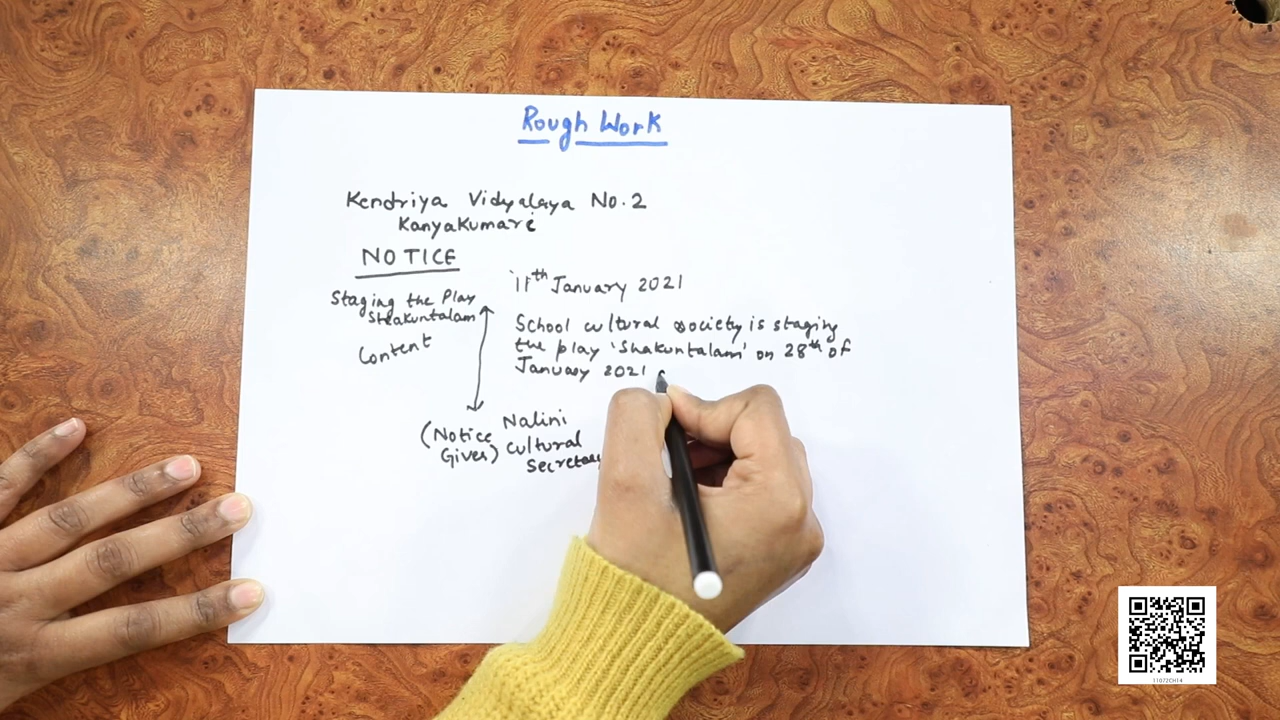 Rough Work
Kendriya Vidyalaya No. 2
Kanyakumari
NOTICE
11th January 2021
Staging the Play
Shakuntalam
Content
School cultural society is staging
the play 'Shakuntalam' on 28th of
January 2021
(Notice
Giver)
Nalini
Cultural
Secretary
11072CH14